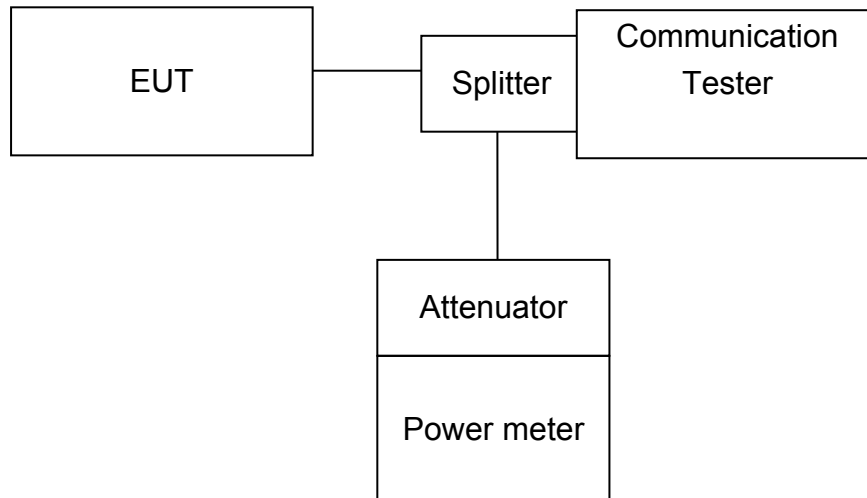 EUT
Splitter
Communication
Tester
Attenuator
Power meter